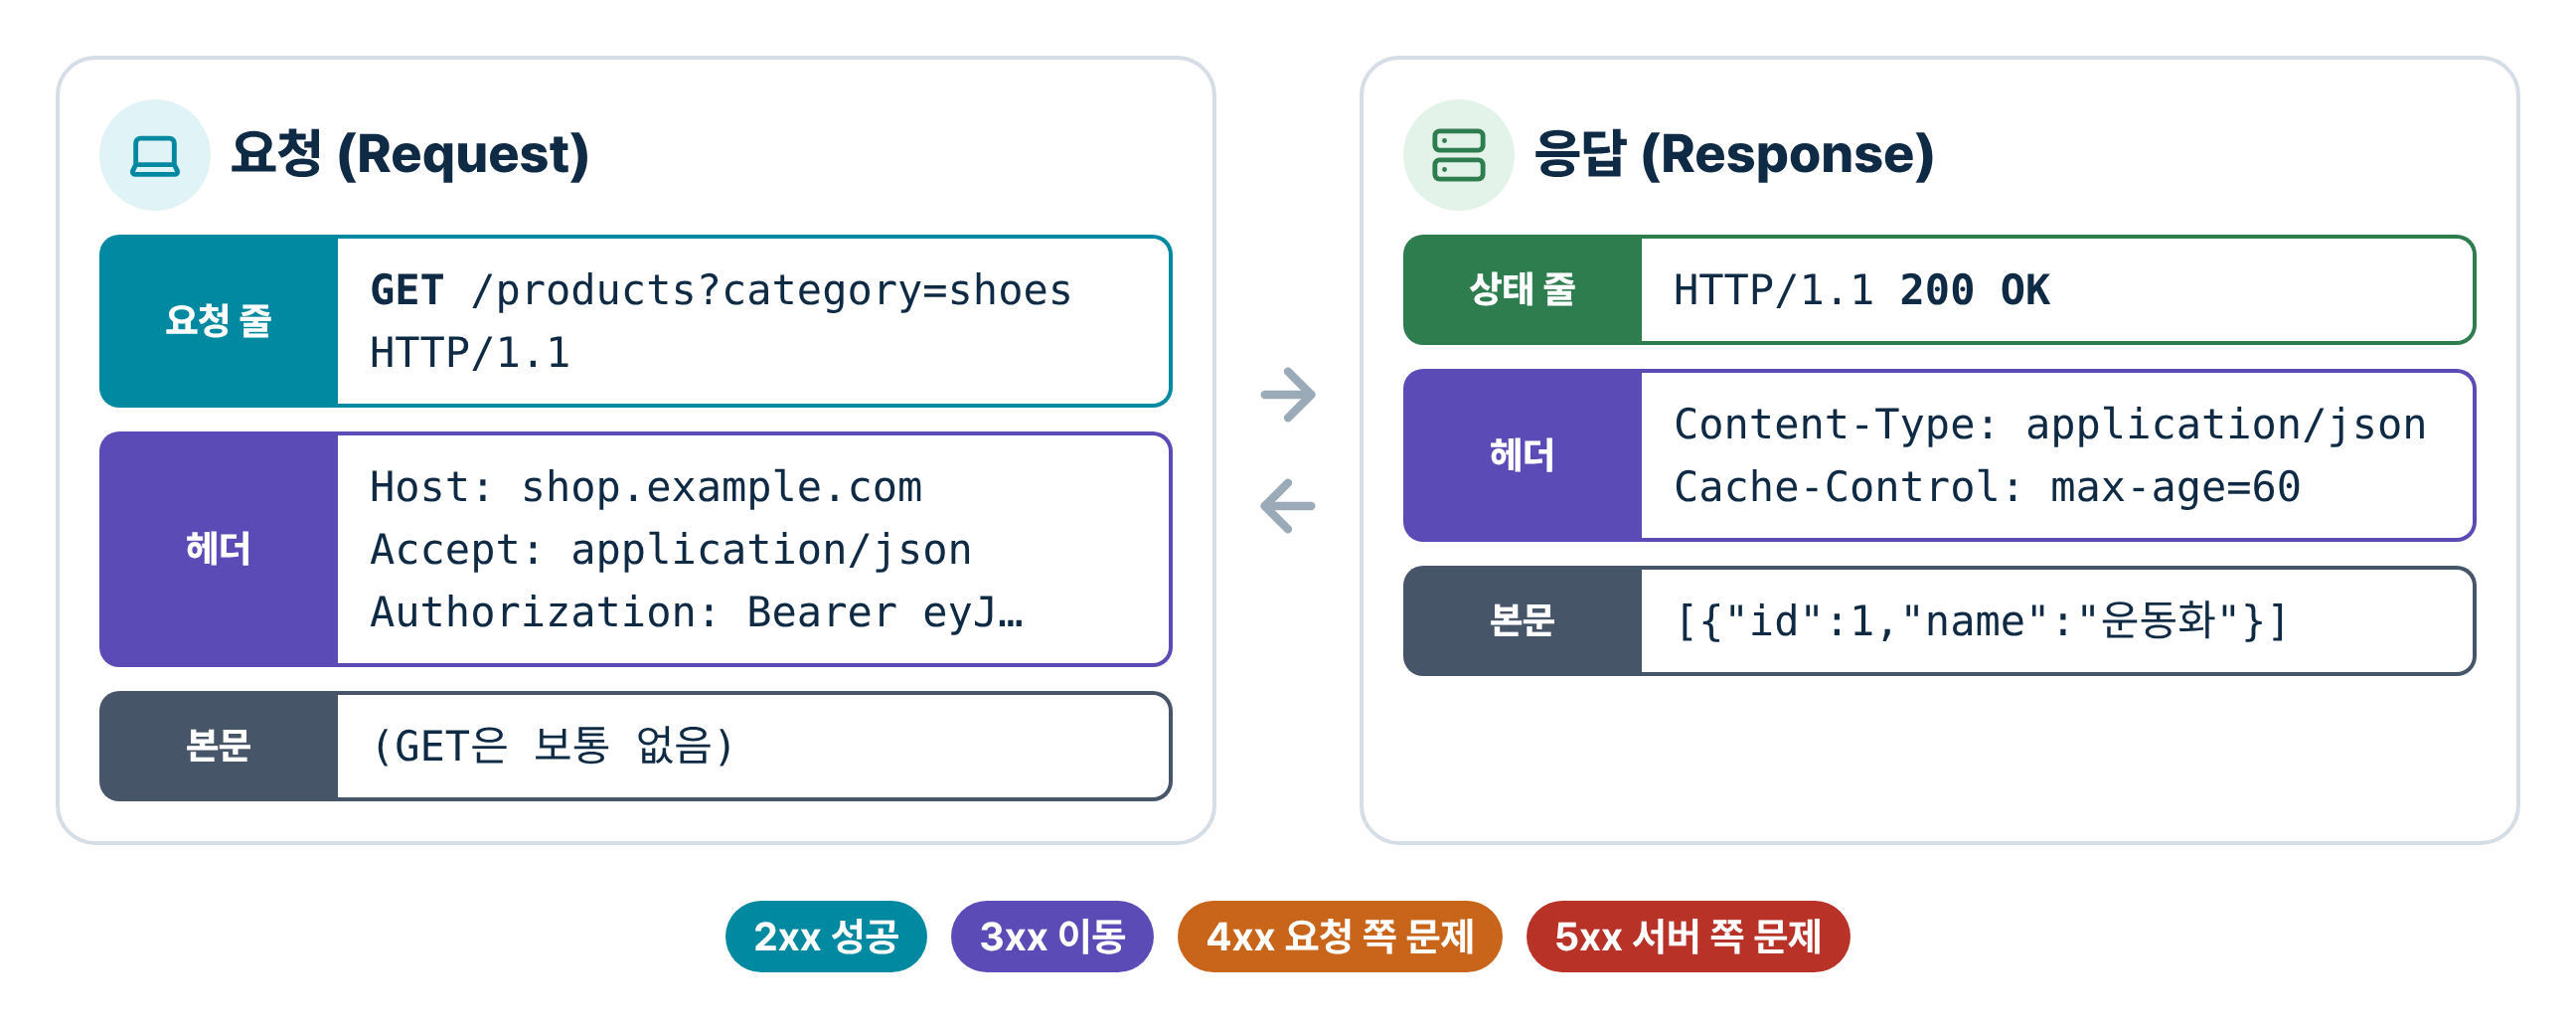 요청 (Request)
요청 줄
GET /products?category=shoes
HTTP/1.1
헤더
Host: shop.example.com
Accept: application/json
Authorization: Bearer eyJ…
본문
(GET은 보통 없음)
응답 (Response)
상태 줄
HTTP/1.1 200 OK
헤더
Content-Type: application/json
Cache-Control: max-age=60
본문
[{"id":1,"name":"운동화"}]
2xx 성공
3xx 이동
4xx 요청 쪽 문제
5xx 서버 쪽 문제